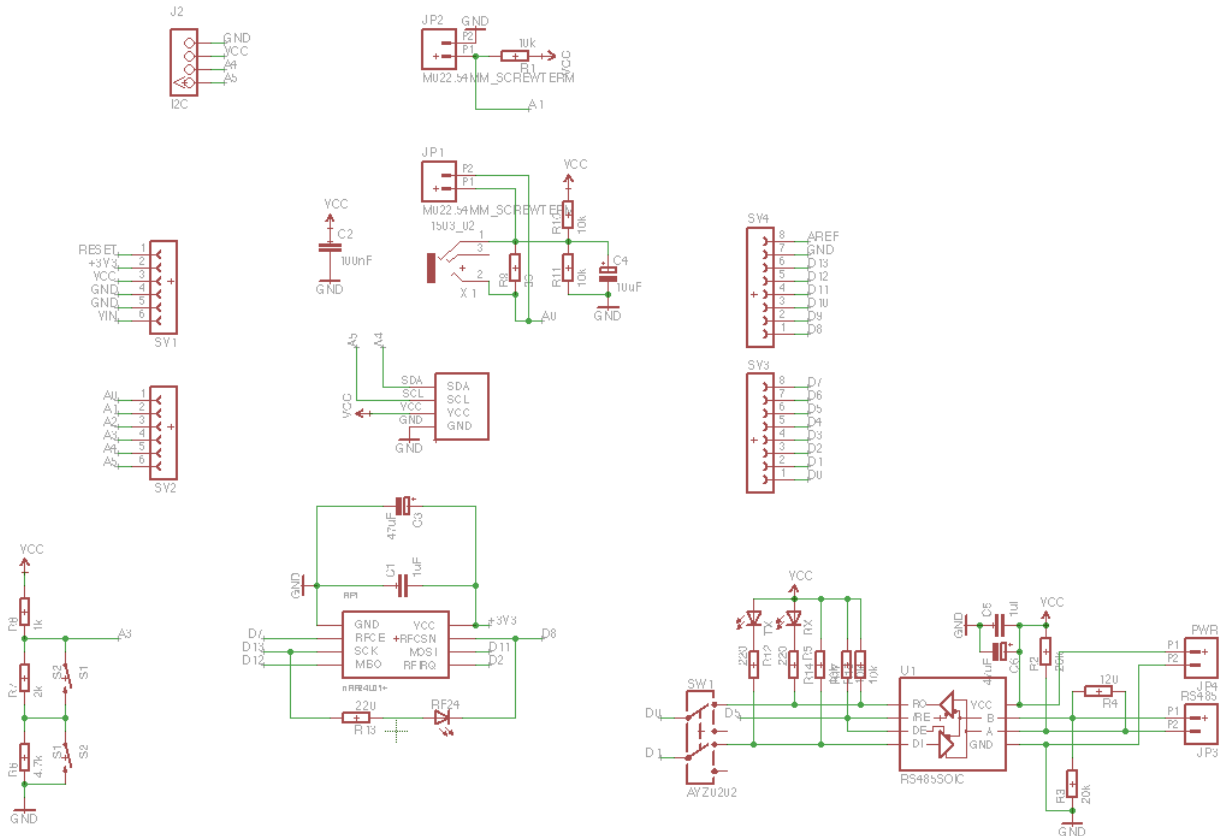 J2
GND
VCC
A4
A5
I2C
JP2
GND
P2
P1
10k
R1
VCC
M022.54MM_SCREWTERM
A1
JP1
P2
P1
M022.54MM_SCREWTERM
VCC
10k
1503_02
1
3
2
X1
R9
R11
10k
C4
10uF
GND
A0
VCC
C2
100nF
GND
RESET 1
+3V3 2
VCC 3
GND 4
GND 5
VIN 6
SV1
A0 1
A1 2
A2 3
A3 4
A4 5
A5 6
SV2
A5
A4
SDA
SCL
VCC
GND
SDA
SCL
VCC
GND
VCC
GND
SV4
8 AREF
7 GND
6 D13
5 D12
4 D11
3 D10
2 D9
1 D8
SV3
8 D7
7 D6
6 D5
5 D4
4 D3
3 D2
2 D1
1 D0
47uF
C3
C1
1uF
GND
RF1
GND
RFCE
SCK
MBO
VCC
+RFCSN
MOSI
RFIRQ
D7
D13
D12
+3V3
D8
D11
D2
nRF24L01+
220
R13
RF24
VCC
R8
1k
A3
R7
2k
S2
S1
R6
4.7k
S1
S2
GND
VCC
TX
RX
220
R12
220
R14
R5
10k
SW1
D0
D5
D1
AYZ0202
U1
RO
/RE
DE
DI
VCC
B
A
GND
RS485SOIC
GND
C5
47uF
C6
VCC
R2
20k
120
R4
R3
20k
GND
PWR
P1
P2
JP4
RS485
P1
P2
JP3